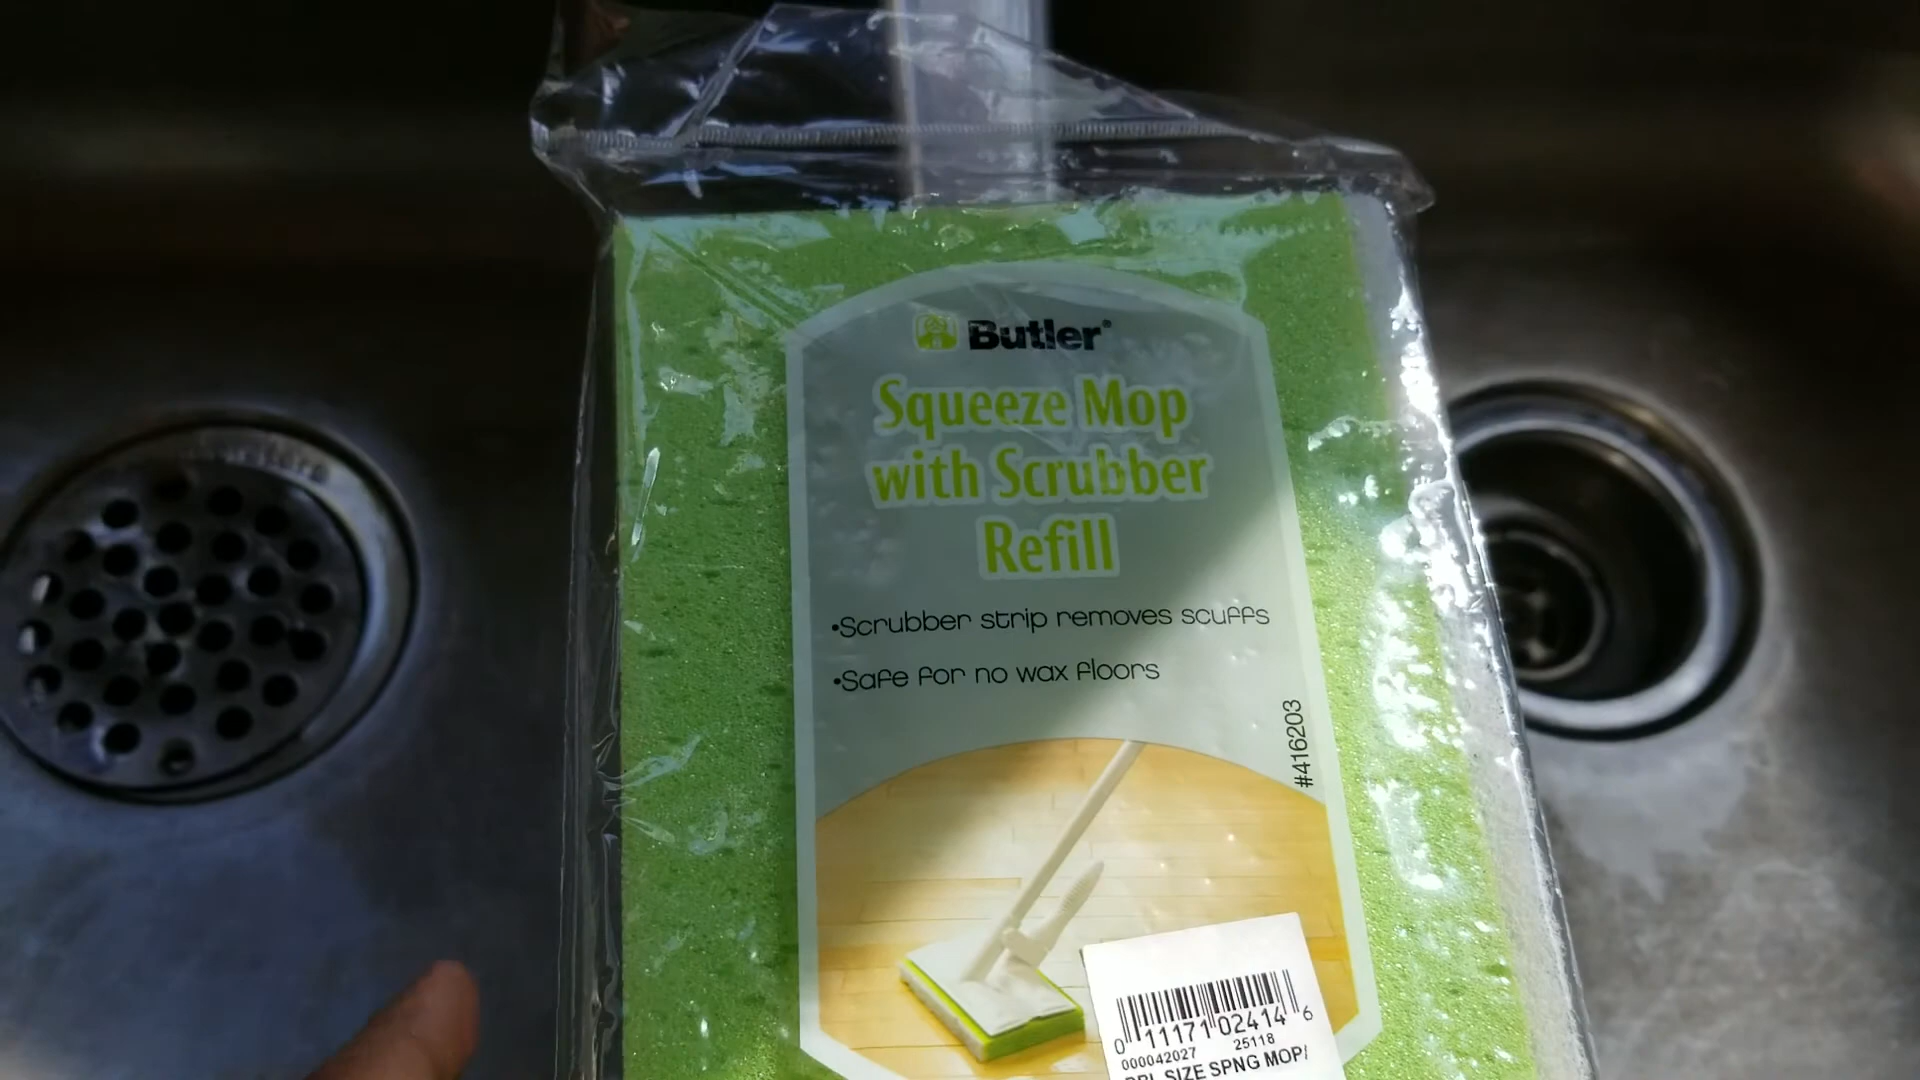 Butler®
Squeeze Mop
with Scrubber
Refill
•Scrubber strip removes scuffs
•Safe for no wax floors
#416203
0 11171 02414 6
000042027 25118
DBL SIZE SPNG MOP/